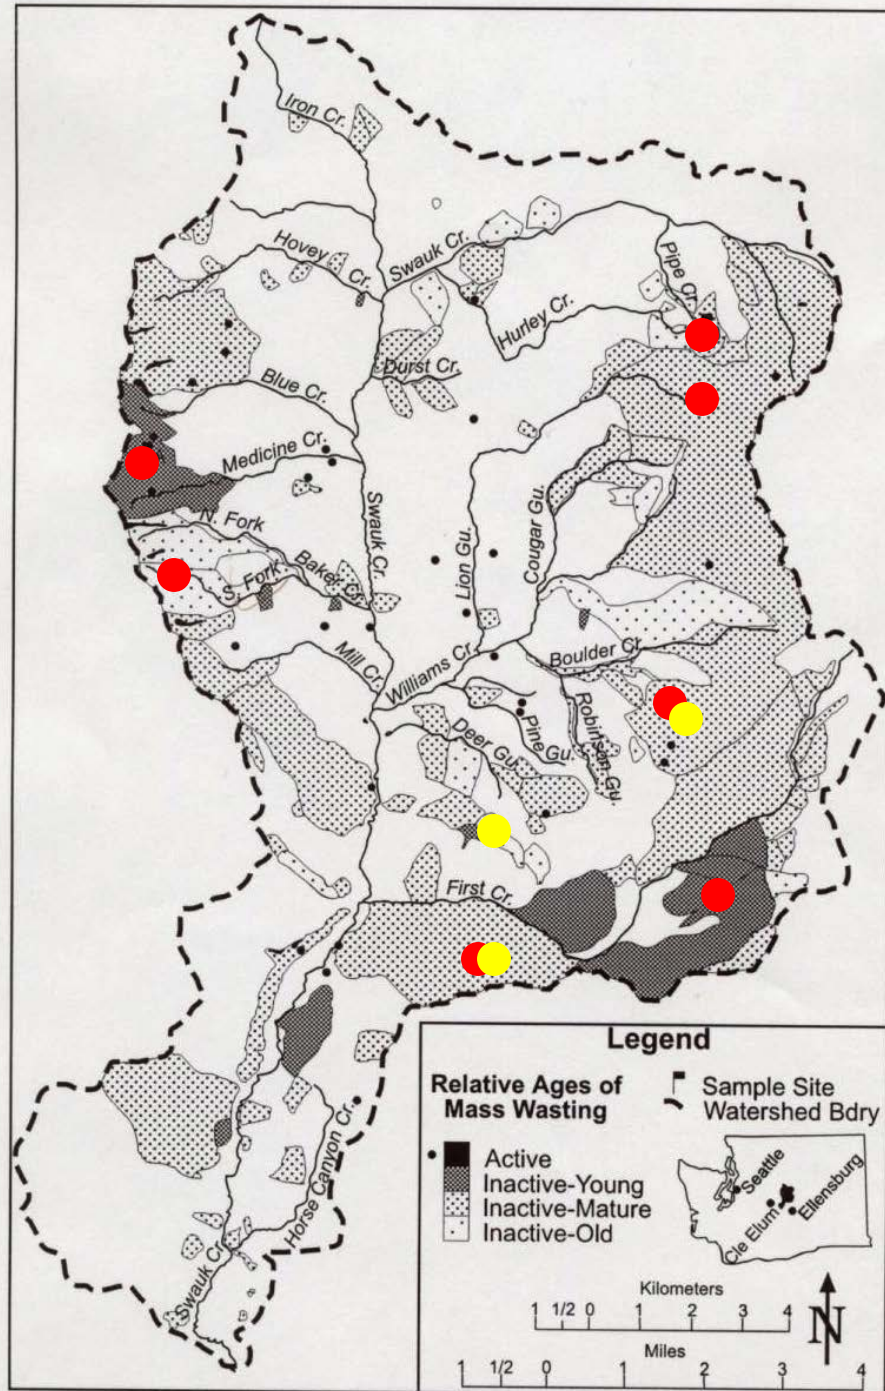 Iron Cr.
Hovey Cr.
Swauk Cr.
Pipe Cr.
Hurley Cr.
Durst Cr.
Blue Cr.
Medicine Cr.
N. Fork
Baker Cr.
S. Fork
Swauk Cr.
Lion Gu.
Cougar Gu.
Mill Cr.
Williams Cr.
Boulder Cr.
Robinson Gu.
Pine Gu.
Deer Gu.
First Cr.
Horse Canyon Cr.
Swauk Cr.
Legend
Relative Ages of
Mass Wasting
Active
Inactive-Young
Inactive-Mature
Inactive-Old
Sample Site
Watershed Bdry
Seattle
Cle Elum
Ellensburg
Kilometers
1 1/2 0 1 2 3 4
Miles
1 1/2 0 1 2 3 4
N